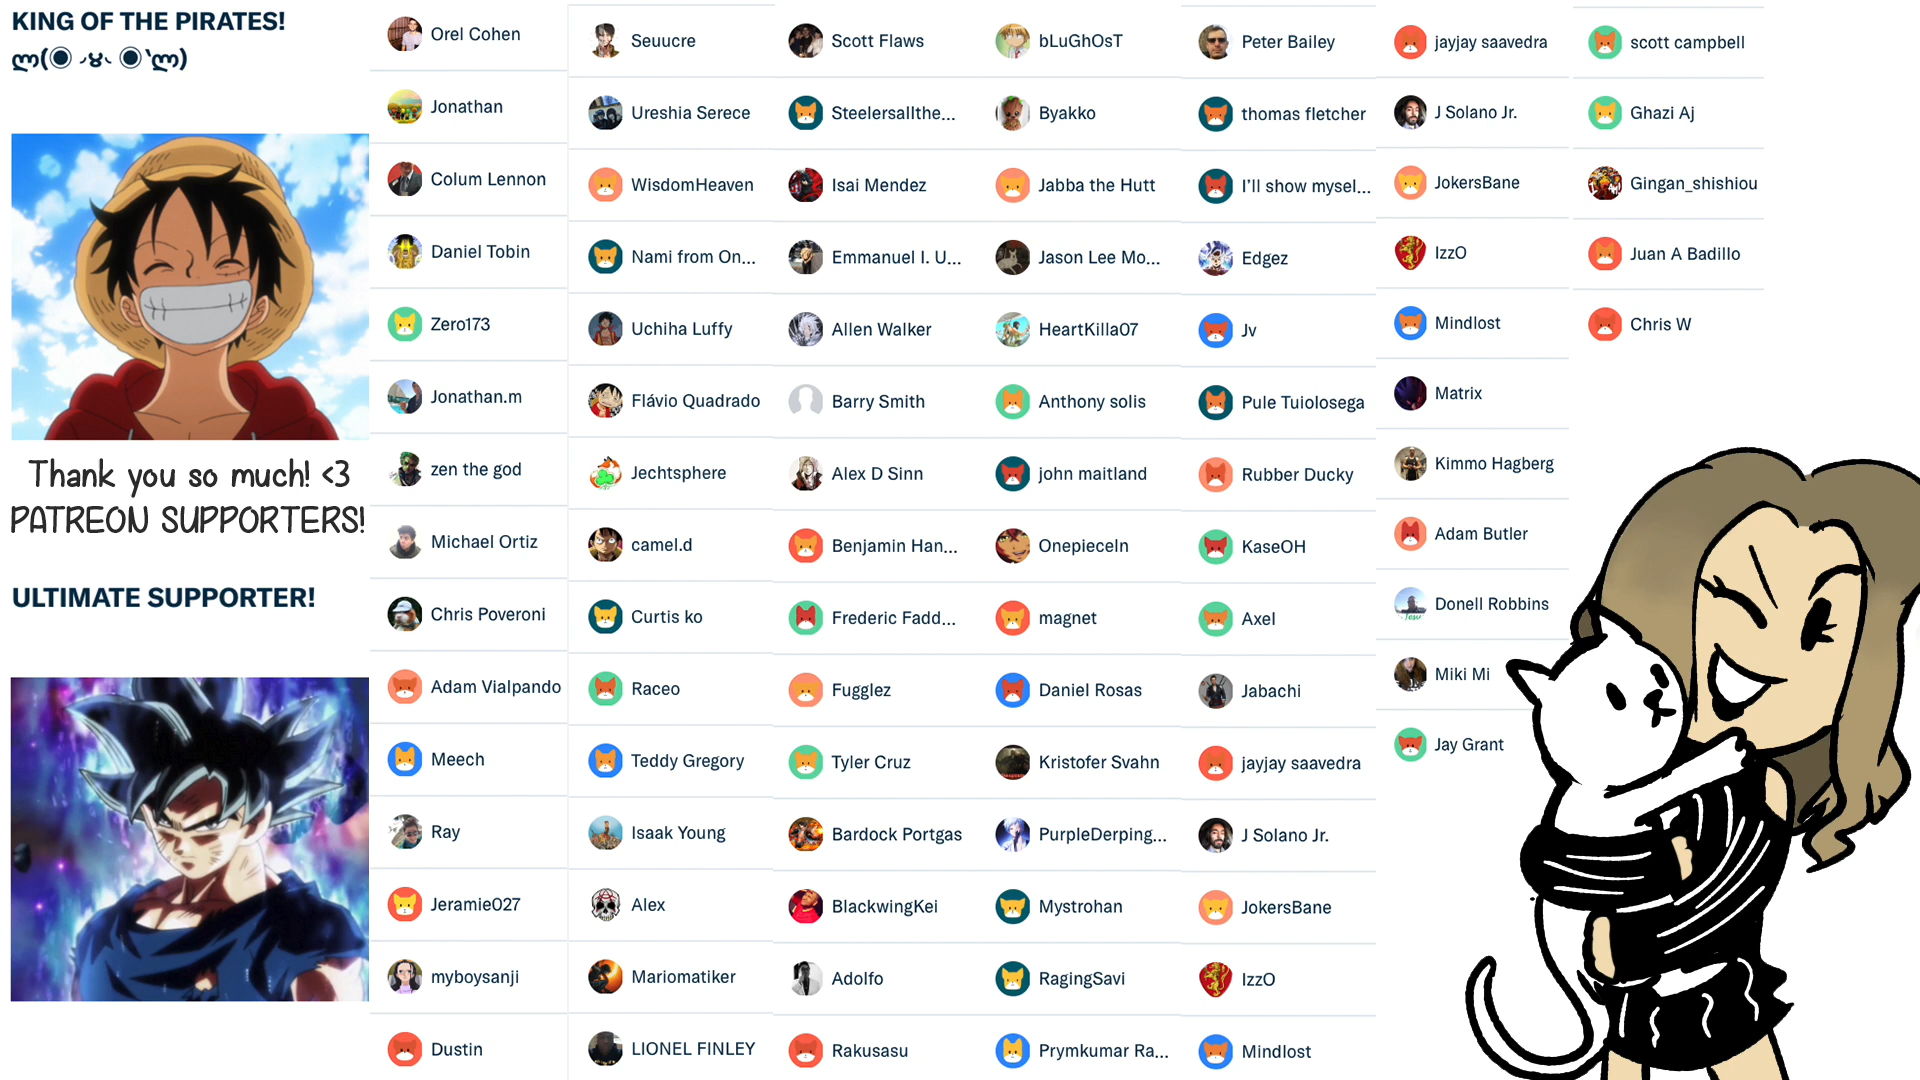 KING OF THE PIRATES!
ლ(◉◞౪◟◉‵ლ)
Thank you so much! <3
PATREON SUPPORTERS!
ULTIMATE SUPPORTER!
Orel Cohen
Jonathan
Colum Lennon
Daniel Tobin
Zero173
Jonathan.m
zen the god
Michael Ortiz
Chris Poveroni
Adam Vialpando
Meech
Ray
Jeramie027
myboysanji
Dustin
Seuucre
Ureshia Serece
WisdomHeaven
Nami from On...
Uchiha Luffy
Flávio Quadrado
Jechtsphere
camel.d
Curtis ko
Raceo
Teddy Gregory
Isaak Young
Alex
Mariomatiker
LIONEL FINLEY
Scott Flaws
Steelersallthe...
Isai Mendez
Emmanuel I. U...
Allen Walker
Barry Smith
Alex D Sinn
Benjamin Han...
Frederic Fadd...
Fugglez
Tyler Cruz
Bardock Portgas
BlackwingKei
Adolfo
Rakusasu
bLuGhOsT
Byakko
Jabba the Hutt
Jason Lee Mo...
HeartKilla07
Anthony solis
john maitland
OnepieceIn
magnet
Daniel Rosas
Kristofer Svahn
PurpleDerping...
Mystrohan
RagingSavi
Prymkumar Ra...
Peter Bailey
thomas fletcher
I'll show mysel...
Edgez
Jv
Pule Tuiolosega
Rubber Ducky
KaseOH
Axel
Jabachi
jayjay saavedra
J Solano Jr.
JokersBane
IzzO
Mindlost
jayjay saavedra
J Solano Jr.
JokersBane
IzzO
Mindlost
Matrix
Kimmo Hagberg
Adam Butler
Donell Robbins
Miki Mi
Jay Grant
scott campbell
Ghazi Aj
Gingan_shishiou
Juan A Badillo
Chris W